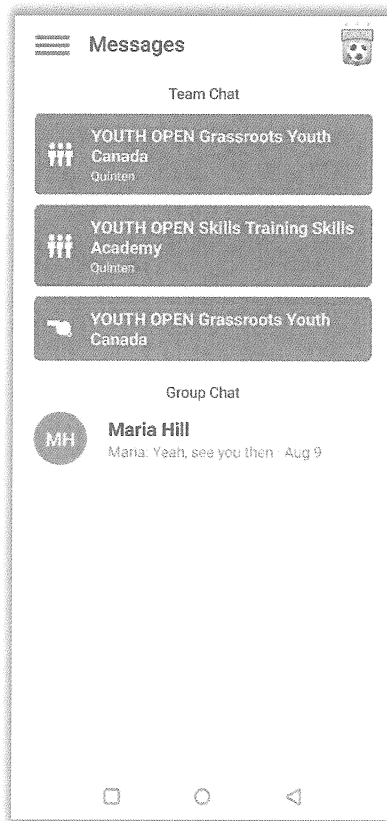 Messages
Team Chat
YOUTH OPEN Grassroots Youth
Canada
Quinten
YOUTH OPEN Skills Training Skills
Academy
Quinten
YOUTH OPEN Grassroots Youth
Canada
Group Chat
MH
Maria Hill
Maria: Yeah, see you then · Aug 9